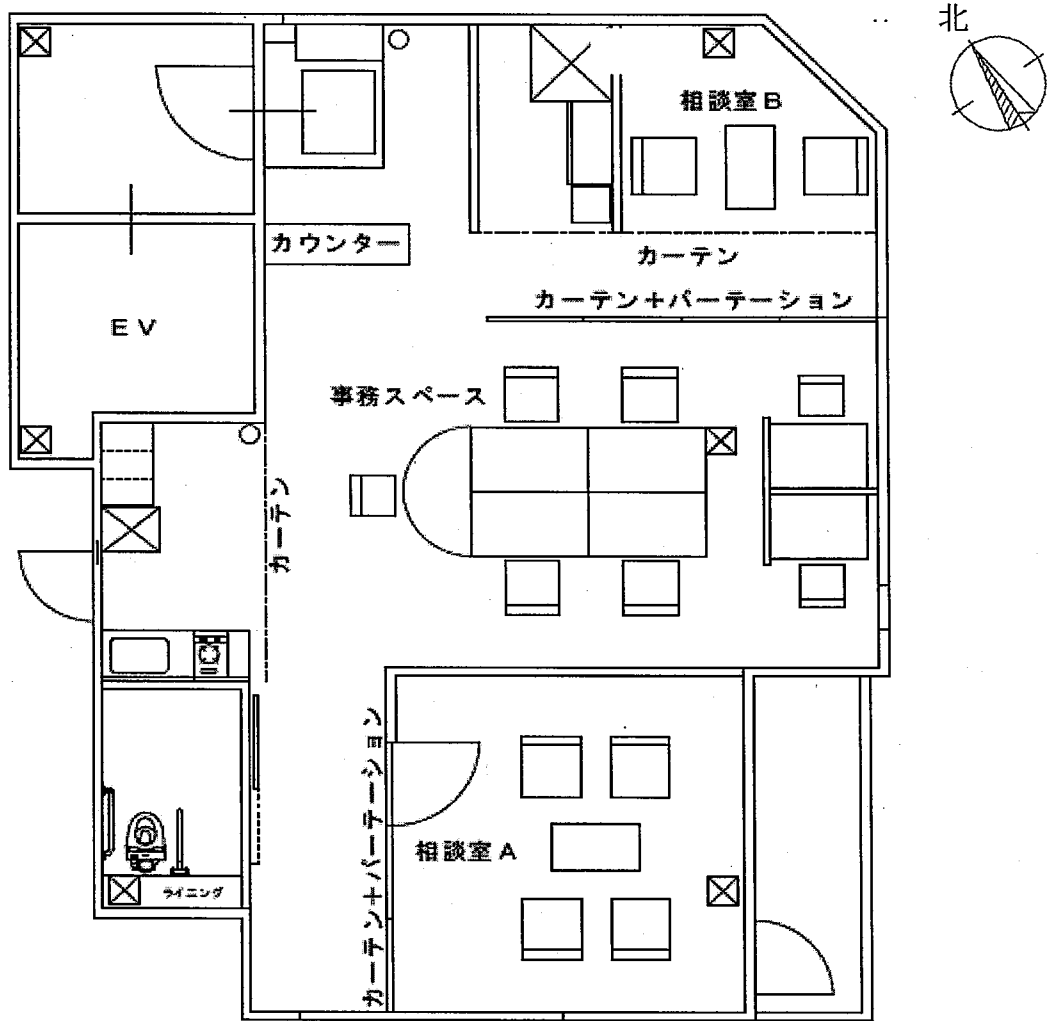 北
相談室B
カウンター
カーテン
カーテン+パーテーション
EV
事務スペース
カーテン
カーテン+パーテーション
相談室A
ライニング